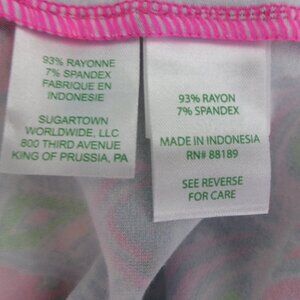 93% RAYONNE
7% SPANDEX
FABRIQUE EN
INDONESIE
SUGARTOWN
WORLDWIDE, LLC
800 THIRD AVENUE
KING OF PRUSSIA, PA
93% RAYON
7% SPANDEX
MADE IN INDONESIA
RN# 88189
SEE REVERSE
FOR CARE